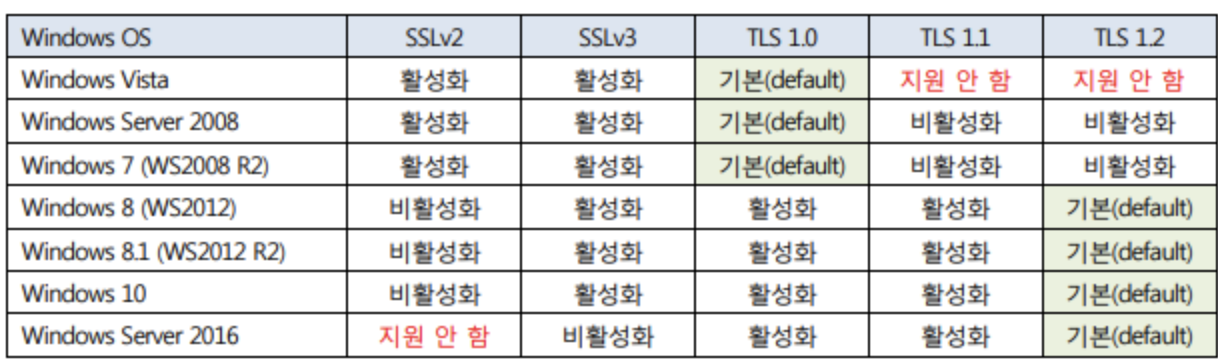 Windows OS SSLv2 SSLv3 TLS 1.0 TLS 1.1 TLS 1.2
Windows Vista 활성화 활성화 기본(default) 지원 안 함 지원 안 함
Windows Server 2008 활성화 활성화 기본(default) 비활성화 비활성화
Windows 7 (WS2008 R2) 활성화 활성화 기본(default) 비활성화 비활성화
Windows 8 (WS2012) 비활성화 활성화 활성화 활성화 기본(default)
Windows 8.1 (WS2012 R2) 비활성화 활성화 활성화 활성화 기본(default)
Windows 10 비활성화 활성화 활성화 활성화 기본(default)
Windows Server 2016 지원 안 함 비활성화 활성화 활성화 기본(default)